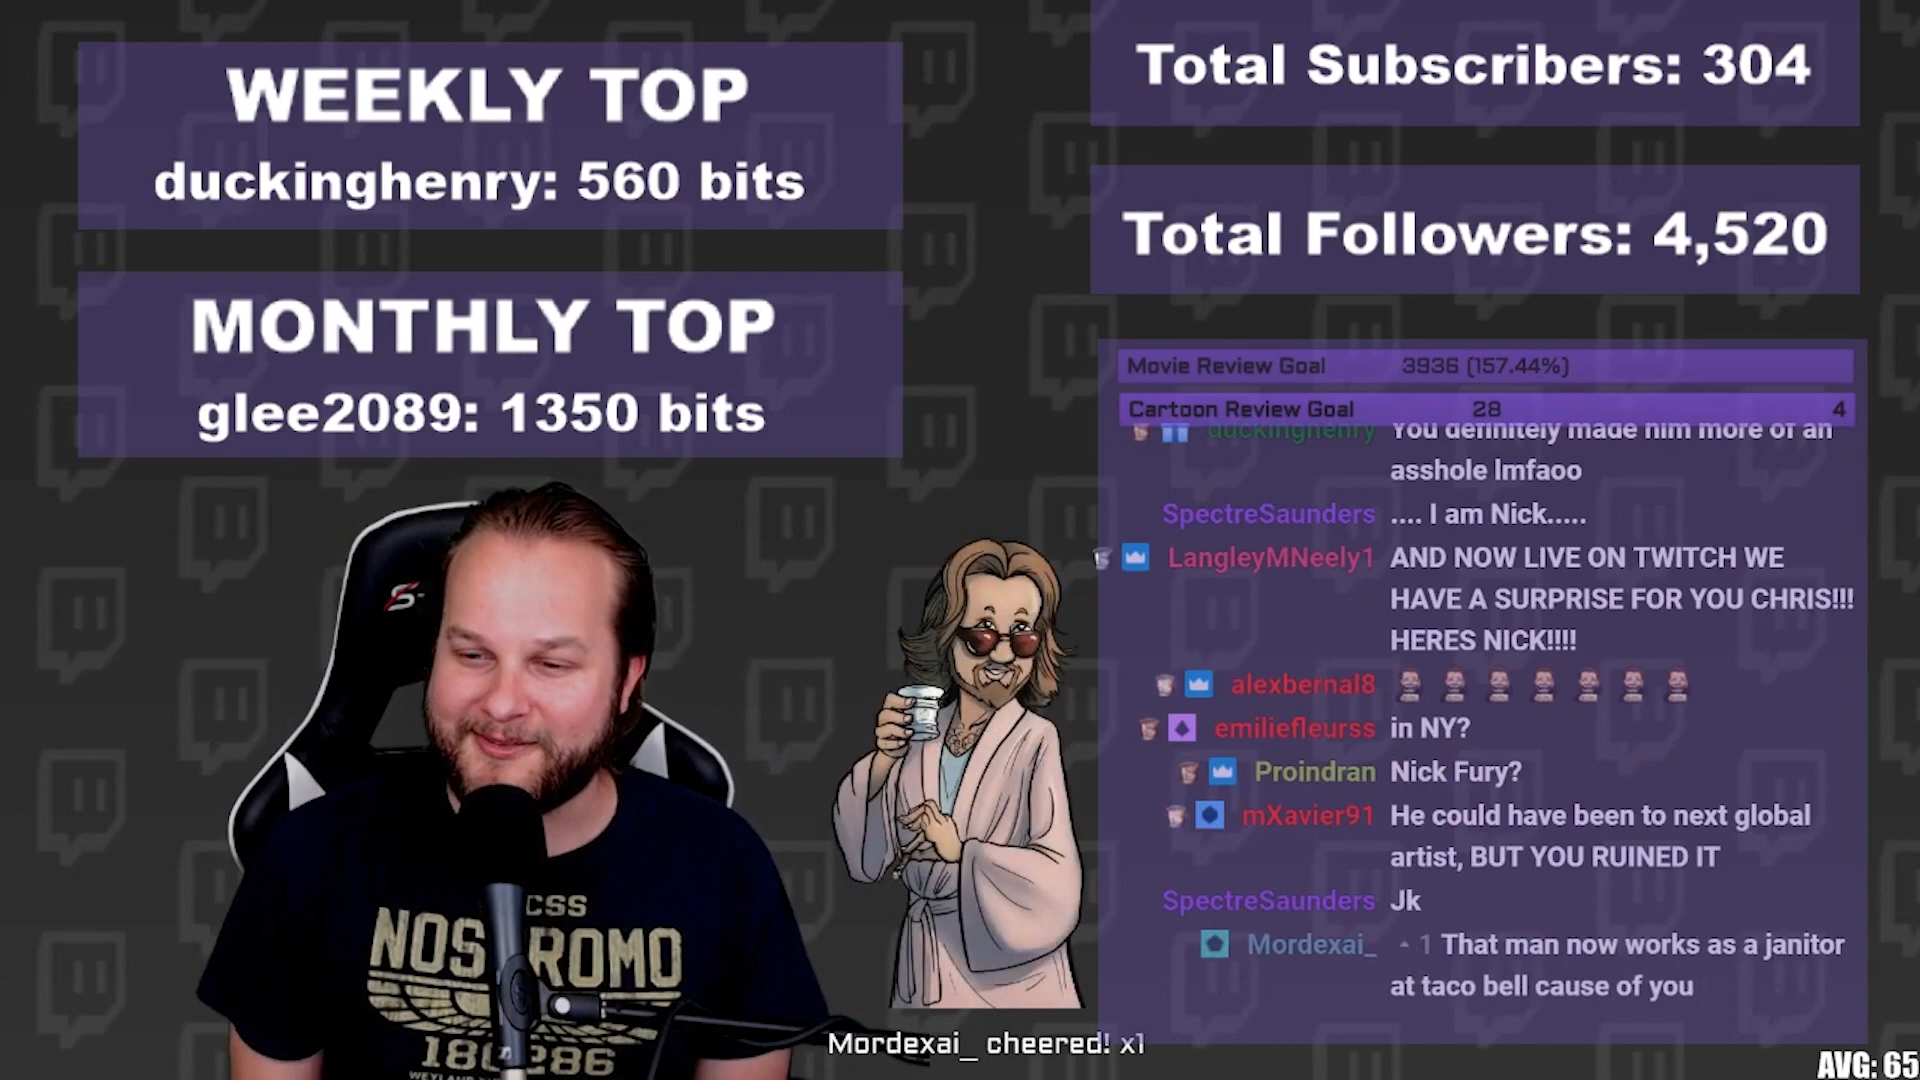 WEEKLY TOP
duckinghenry: 560 bits
MONTHLY TOP
glee2089: 1350 bits
Total Subscribers: 304
Total Followers: 4,520
Movie Review Goal 3936 (157.44%)
Cartoon Review Goal 28 4
duckinghenry You definitely made him more of an
asshole lmfaoo
SpectreSaunders .... I am Nick.....
LangleyMNeely1 AND NOW LIVE ON TWITCH WE
HAVE A SURPRISE FOR YOU CHRIS!!!
HERES NICK!!!!
alexbernal8
emiliefleurss in NY?
Proindran Nick Fury?
mXavier91 He could have been to next global
artist, BUT YOU RUINED IT
SpectreSaunders Jk
Mordexai_ 1 That man now works as a janitor
at taco bell cause of you
CSS
Mordexai_ cheered! x1
AVG: 65